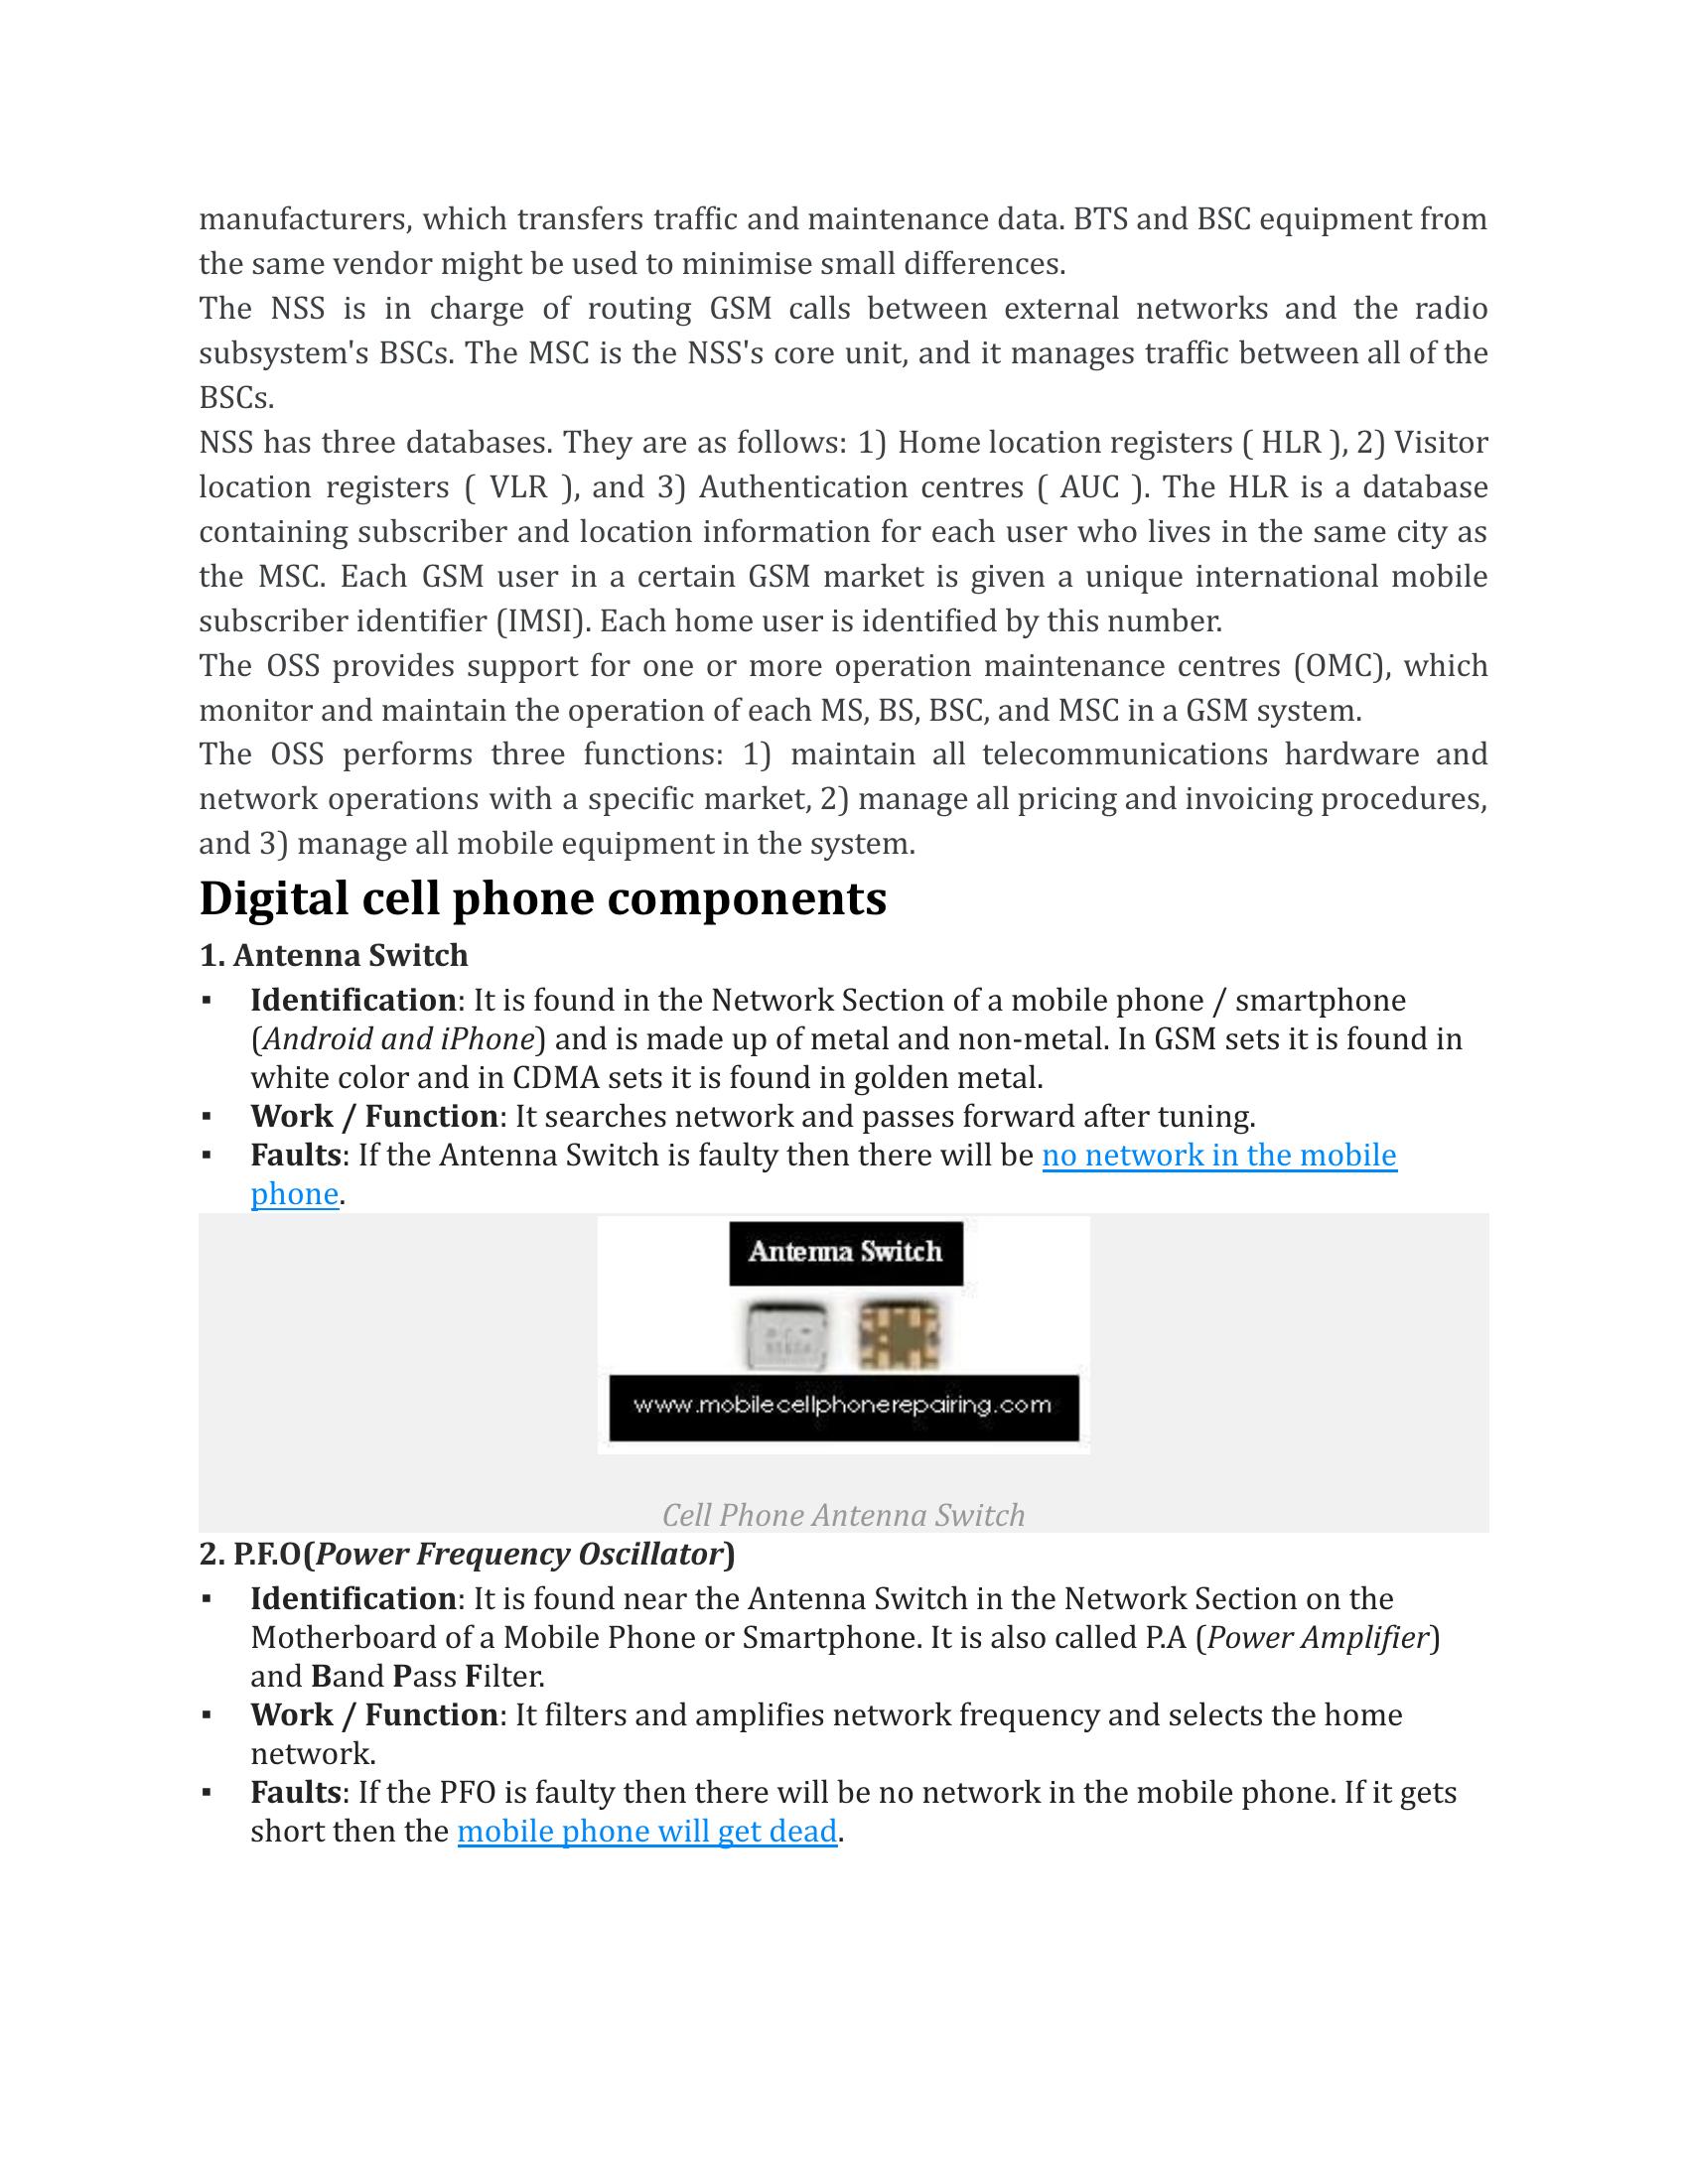 manufacturers, which transfers traffic and maintenance data. BTS and BSC equipment from
the same vendor might be used to minimise small differences.
The NSS is in charge of routing GSM calls between external networks and the radio
subsystem's BSCs. The MSC is the NSS's core unit, and it manages traffic between all of the
BSCs.
NSS has three databases. They are as follows: 1) Home location registers ( HLR ), 2) Visitor
location registers ( VLR ), and 3) Authentication centres ( AUC ). The HLR is a database
containing subscriber and location information for each user who lives in the same city as
the MSC. Each GSM user in a certain GSM market is given a unique international mobile
subscriber identifier (IMSI). Each home user is identified by this number.
The OSS provides support for one or more operation maintenance centres (OMC), which
monitor and maintain the operation of each MS, BS, BSC, and MSC in a GSM system.
The OSS performs three functions: 1) maintain all telecommunications hardware and
network operations with a specific market, 2) manage all pricing and invoicing procedures,
and 3) manage all mobile equipment in the system.
Digital cell phone components
1. Antenna Switch
▪ Identification: It is found in the Network Section of a mobile phone / smartphone
(Android and iPhone) and is made up of metal and non-metal. In GSM sets it is found in
white color and in CDMA sets it is found in golden metal.
▪ Work / Function: It searches network and passes forward after tuning.
▪ Faults: If the Antenna Switch is faulty then there will be no network in the mobile
phone.
Antenna Switch
www.mobilecellphonerepairing.com
Cell Phone Antenna Switch
2. P.F.O(Power Frequency Oscillator)
▪ Identification: It is found near the Antenna Switch in the Network Section on the
Motherboard of a Mobile Phone or Smartphone. It is also called P.A (Power Amplifier)
and Band Pass Filter.
▪ Work / Function: It filters and amplifies network frequency and selects the home
network.
▪ Faults: If the PFO is faulty then there will be no network in the mobile phone. If it gets
short then the mobile phone will get dead.